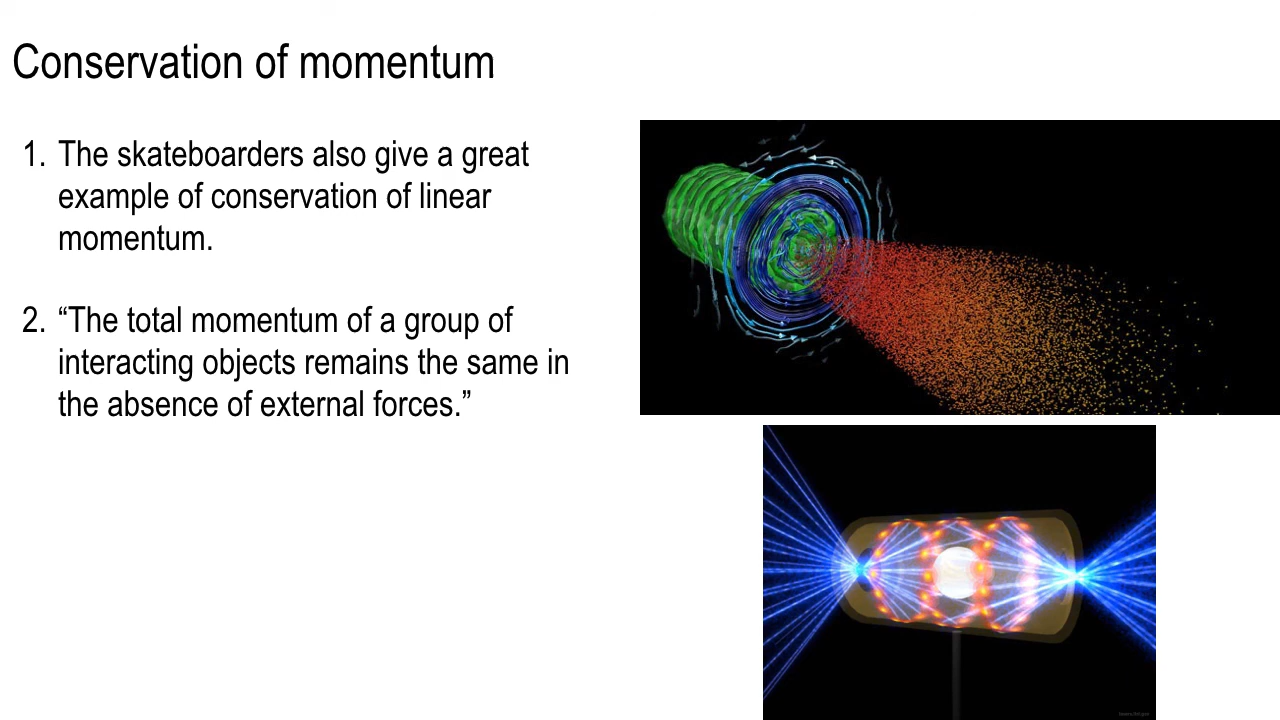 Conservation of momentum
1. The skateboarders also give a great
example of conservation of linear
momentum.
2. “The total momentum of a group of
interacting objects remains the same in
the absence of external forces.”